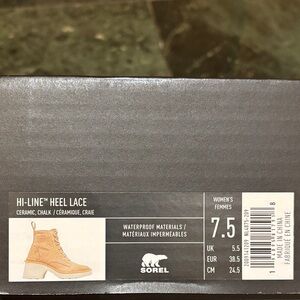 HI-LINE™ HEEL LACE
CERAMIC, CHALK / CÉRAMIQUE, CRAIE
WATERPROOF MATERIALS /
MATÉRIAUX IMPERMÉABLES
SOREL
WOMEN'S
FEMMES
7.5
UK 5.5
EUR 38.5
CM 24.5
MADE IN CHINA
FABRIQUÉ EN CHINE